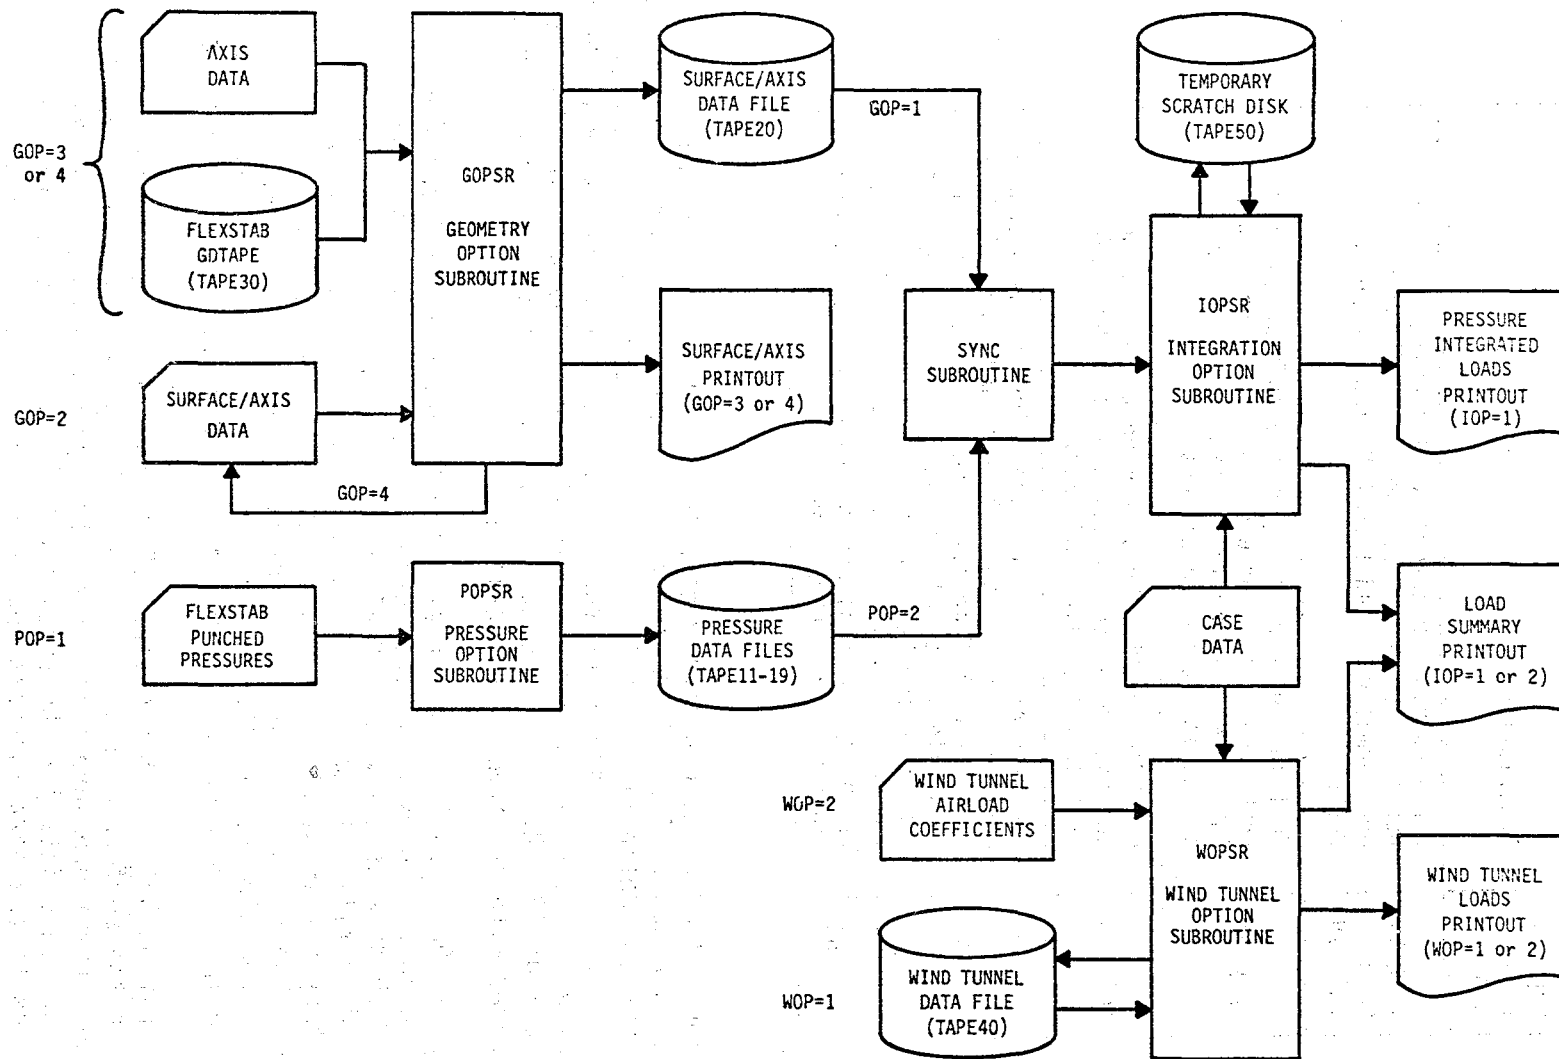 AXIS
DATA
GOP=3
or 4
FLEXSTAB
GDTAPE
(TAPE30)
GOPSR
GEOMETRY
OPTION
SUBROUTINE
SURFACE/AXIS
DATA FILE
(TAPE20)
GOP=1
TEMPORARY
SCRATCH DISK
(TAPE50)
GOP=2
SURFACE/AXIS
DATA
GOP=4
SURFACE/AXIS
PRINTOUT
(GOP=3 or 4)
SYNC
SUBROUTINE
IOPSR
INTEGRATION
OPTION
SUBROUTINE
PRESSURE
INTEGRATED
LOADS
PRINTOUT
(IOP=1)
POP=1
FLEXSTAB
PUNCHED
PRESSURES
POPSR
PRESSURE
OPTION
SUBROUTINE
PRESSURE
DATA FILES
(TAPE11-19)
POP=2
CASE
DATA
LOAD
SUMMARY
PRINTOUT
(IOP=1 or 2)
WOP=2
WIND TUNNEL
AIRLOAD
COEFFICIENTS
WOPSR
WIND TUNNEL
OPTION
SUBROUTINE
WIND TUNNEL
LOADS
PRINTOUT
(WOP=1 or 2)
WOP=1
WIND TUNNEL
DATA FILE
(TAPE40)